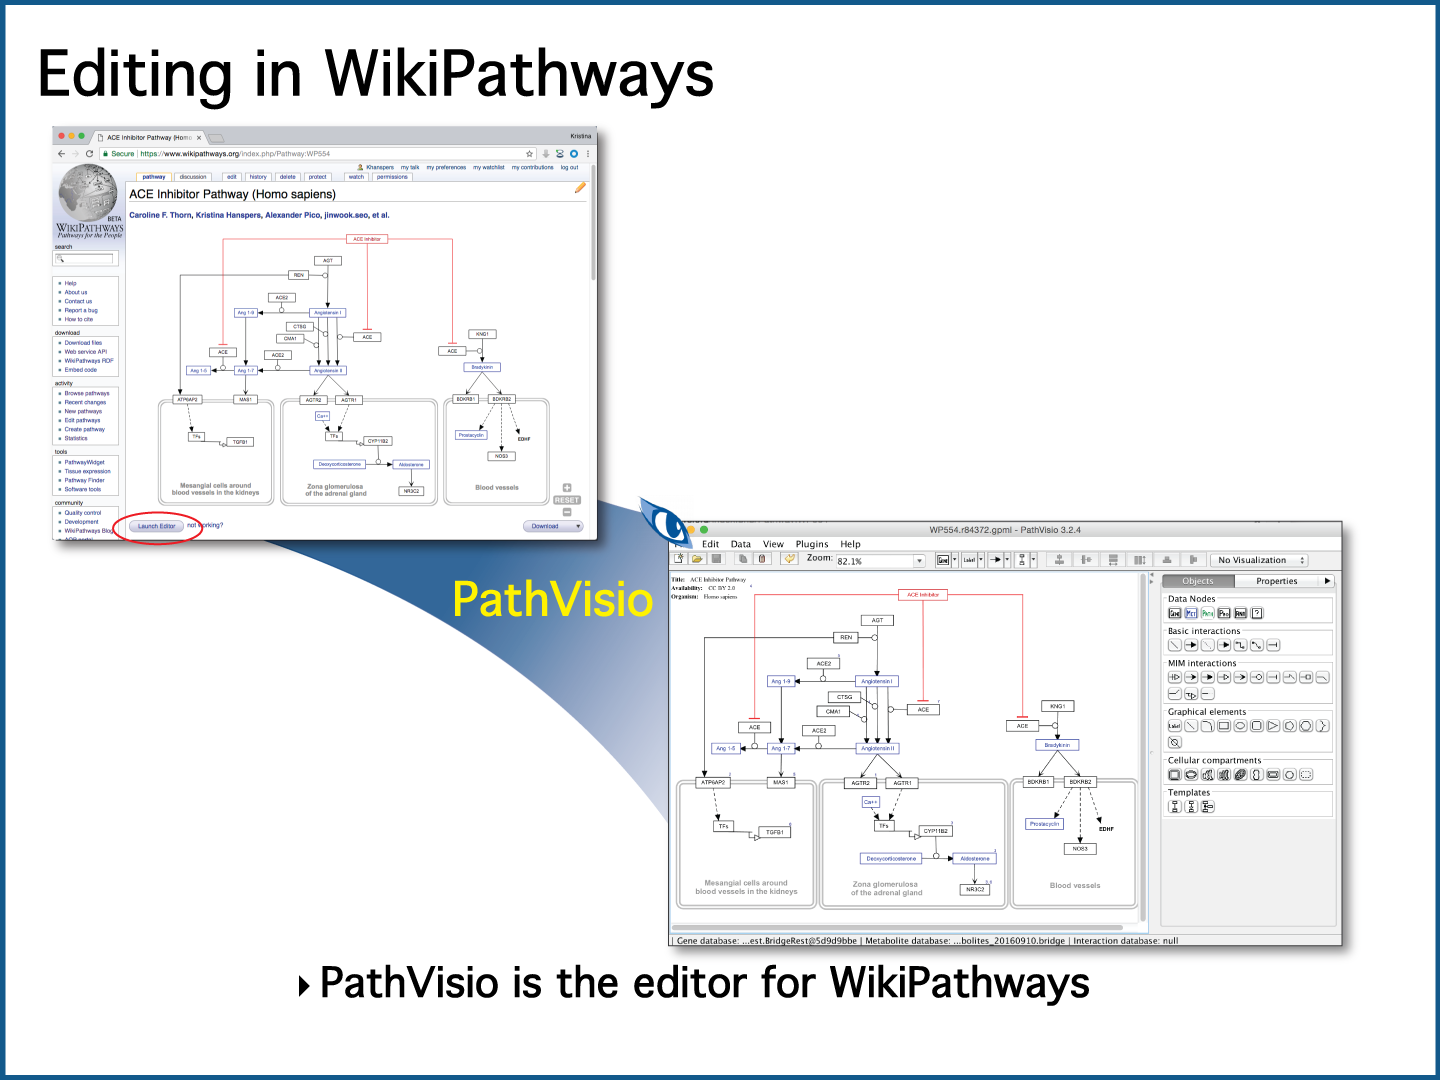 Editing in WikiPathways
ACE Inhibitor Pathway (Homo
Kristina
Secure | https://www.wikipathways.org/index.php/Pathway:WP554
Khanspers my talk my preferences my watchlist my contributions log out
pathway discussion edit history delete protect watch permissions
ACE Inhibitor Pathway (Homo sapiens)
Caroline F. Thorn, Kristina Hanspers, Alexander Pico, jinwook.seo, et al.
BETA
WIKIPATHWAYS
Pathways for the People
search
Help
About us
Contact us
Report a bug
How to cite
download
Download files
Web service API
WikiPathways RDF
Embed code
activity
Browse pathways
Recent changes
New pathways
Edit pathways
Create pathway
Statistics
tools
PathwayWidget
Tissue expression
Pathway Finder
Software tools
community
Quality control
Development
WikiPathways Blog
ACE Inhibitor
AGT
REN
ACE2
Ang 1-9
Angiotensin I
CTSG
CMA1
ACE
KNG1
ACE
ACE2
ACE
Ang 1-5
Ang 1-7
Angiotensin II
Bradykinin
ATP6AP2
MAS1
AGTR2
AGTR1
BDKRB1
BDKRB2
Ca++
TFs
TGFB1
TFs
CYP11B2
Prostacyclin
EDHF
NOS3
Deoxycorticosterone
Aldosterone
NR3C2
Mesangial cells around
blood vessels in the kidneys
Zona glomerulosa
of the adrenal gland
Blood vessels
RESET
Launch Editor
not working?
Download
PathVisio
WP554.r84372.gpml - PathVisio 3.2.4
Edit Data View Plugins Help
Zoom: 82.1%
Gene
Label
No Visualization
Title: ACE Inhibitor Pathway
Availability: CC BY 2.0
Organism: Homo sapiens
ACE Inhibitor
AGT
REN
ACE2
Ang 1-9
Angiotensin I
CTSG
CMA1
ACE
KNG1
ACE
ACE2
ACE
Ang 1-5
Ang 1-7
Angiotensin II
Bradykinin
ATP6AP2
MAS1
AGTR2
AGTR1
BDKRB1
BDKRB2
Ca++
TFs
TGFB1
TFs
CYP11B2
Prostacyclin
EDHF
NOS3
Deoxycorticosterone
Aldosterone
NR3C2
Mesangial cells around
blood vessels in the kidneys
Zona glomerulosa
of the adrenal gland
Blood vessels
Objects
Properties
Data Nodes
Basic interactions
MIM interactions
Graphical elements
Label
Cellular compartments
Templates
| Gene database: ...est.BridgeRest@5d9d9bbe | Metabolite database: ...bolites_20160910.bridge | Interaction database: null
PathVisio is the editor for WikiPathways